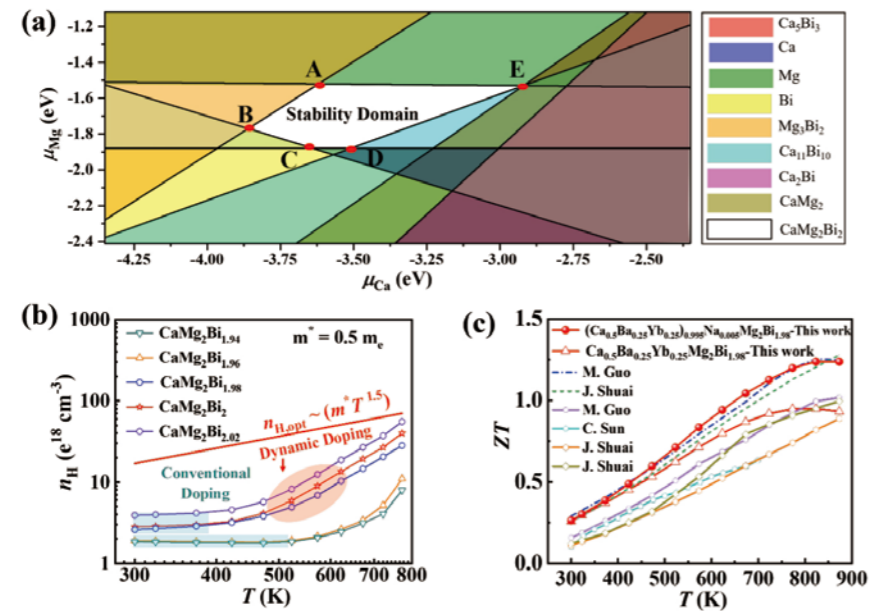 (a)
-1.2
-1.4
-1.6
-1.8
-2.0
-2.2
-2.4
μMg (eV)
A
E
B
Stability Domain
C
D
-4.25
-4.00
-3.75
-3.50
-3.25
-3.00
-2.75
-2.50
μCa (eV)
Ca5Bi3
Ca
Mg
Bi
Mg3Bi2
Ca11Bi10
Ca2Bi
CaMg2
CaMg2Bi2
(b)
1000
100
10
1
nH (e18 cm-3)
CaMg2Bi1.94
CaMg2Bi1.96
CaMg2Bi1.98
CaMg2Bi2
CaMg2Bi2.02
m* = 0.5 me
nH,opt ~ (m*T1.5)
Dynamic Doping
Conventional
Doping
300
400
500
600
700
800
T (K)
(c)
1.5
1.0
0.5
0.0
ZT
(Ca0.5Ba0.25Yb0.25)0.995Na0.005Mg2Bi1.98-This work
Ca0.5Ba0.25Yb0.25Mg2Bi1.98-This work
M. Guo
J. Shuai
M. Guo
C. Sun
J. Shuai
J. Shuai
300
400
500
600
700
800
900
T (K)